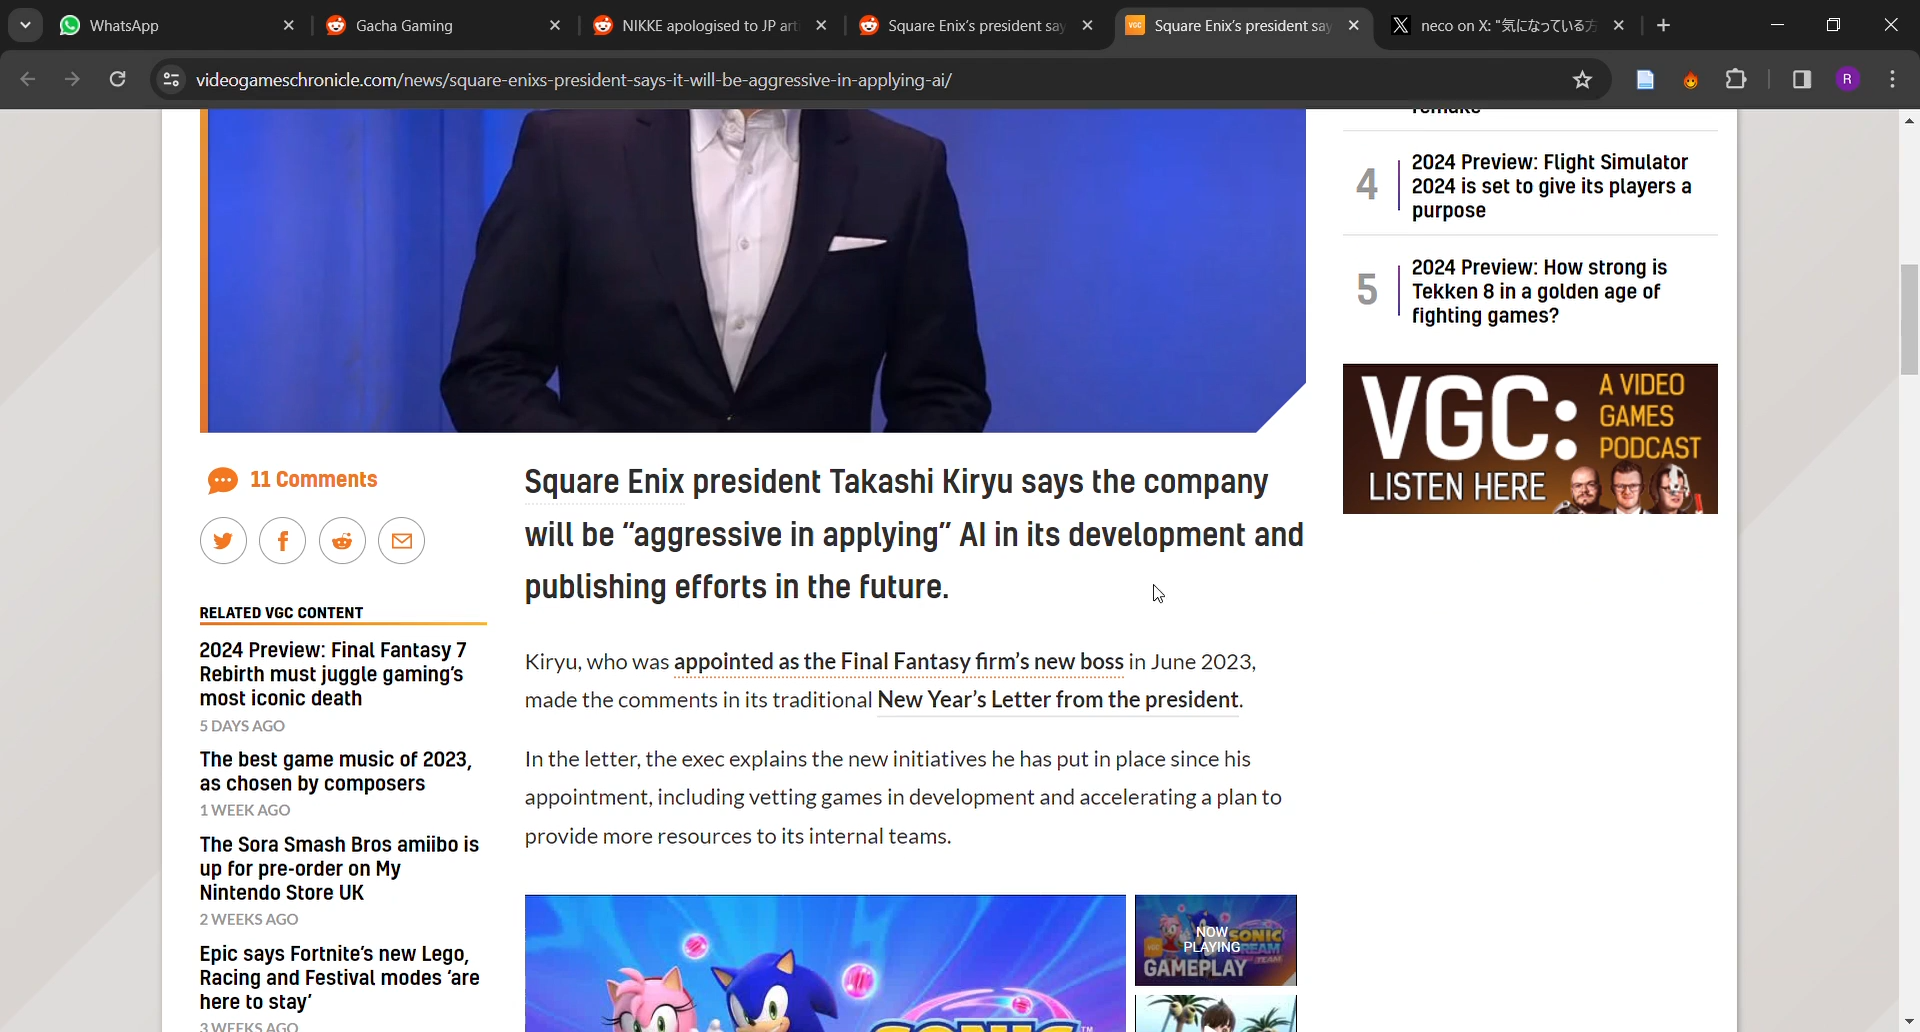 WhatsApp
Gacha Gaming
NIKKE apologised to JP art
Square Enix's president say
Square Enix's president say
neco on X: "気になっている方
videogameschronicle.com/news/square-enixs-president-says-it-will-be-aggressive-in-applying-ai/
R
4
2024 Preview: Flight Simulator
2024 is set to give its players a
purpose
5
2024 Preview: How strong is
Tekken 8 in a golden age of
fighting games?
VGC:
A VIDEO
GAMES
PODCAST
LISTEN HERE
11 Comments
Square Enix president Takashi Kiryu says the company
will be “aggressive in applying” AI in its development and
publishing efforts in the future.
Kiryu, who was appointed as the Final Fantasy firm’s new boss in June 2023,
made the comments in its traditional New Year’s Letter from the president.
In the letter, the exec explains the new initiatives he has put in place since his
appointment, including vetting games in development and accelerating a plan to
provide more resources to its internal teams.
RELATED VGC CONTENT
2024 Preview: Final Fantasy 7
Rebirth must juggle gaming’s
most iconic death
5 DAYS AGO
The best game music of 2023,
as chosen by composers
1 WEEK AGO
The Sora Smash Bros amiibo is
up for pre-order on My
Nintendo Store UK
2 WEEKS AGO
Epic says Fortnite’s new Lego,
Racing and Festival modes ‘are
here to stay’
3 WEEKS AGO
NOW
PLAYING
SONIC
DREAM
TEAM
GAMEPLAY
SONIC